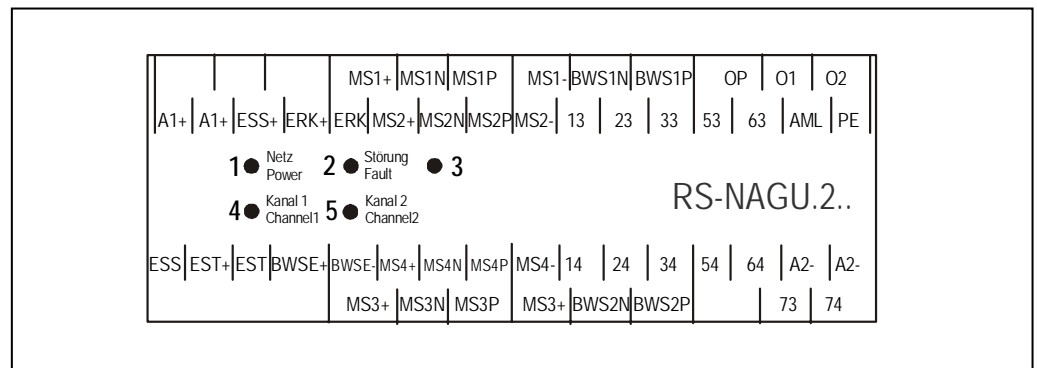 MS1+ MS1N MS1P MS1- BWS1N BWS1P OP O1 O2
A1+ A1+ ESS+ ERK+ ERK MS2+ MS2N MS2P MS2- 13 23 33 53 63 AML PE
1 Netz Power 2 Störung Fault 3
4 Kanal 1 Channel1 5 Kanal 2 Channel2
RS-NAGU.2..
ESS EST+ EST BWSE+ BWSE- MS4+ MS4N MS4P MS4- 14 24 34 54 64 A2- A2-
MS3+ MS3N MS3P MS3+ BWS2N BWS2P 73 74